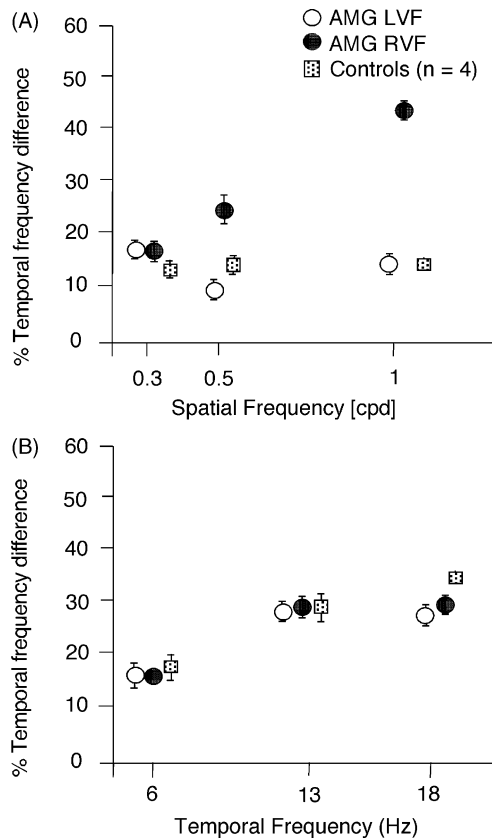 (A)
AMG LVF
AMG RVF
Controls (n = 4)
% Temporal frequency difference
60
50
40
30
20
10
0
0.3 0.5 1
Spatial Frequency [cpd]
(B)
% Temporal frequency difference
60
50
40
30
20
10
0
6 13 18
Temporal Frequency (Hz)